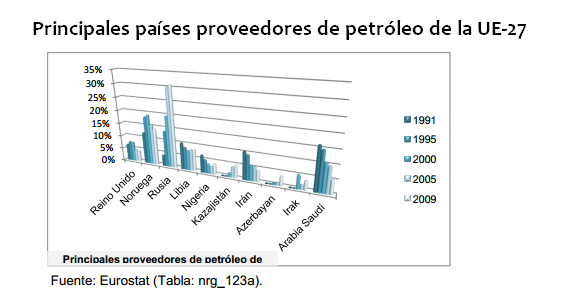 Principales países proveedores de petróleo de la UE-27
35%
30%
25%
20%
15%
10%
5%
0%
Reino Unido
Noruega
Rusia
Libia
Nigeria
Kazajistán
Irán
Azerbayan
Irak
Arabia Saudí
1991
1995
2000
2005
2009
Principales proveedores de petróleo de
Fuente: Eurostat (Tabla: nrg_123a).